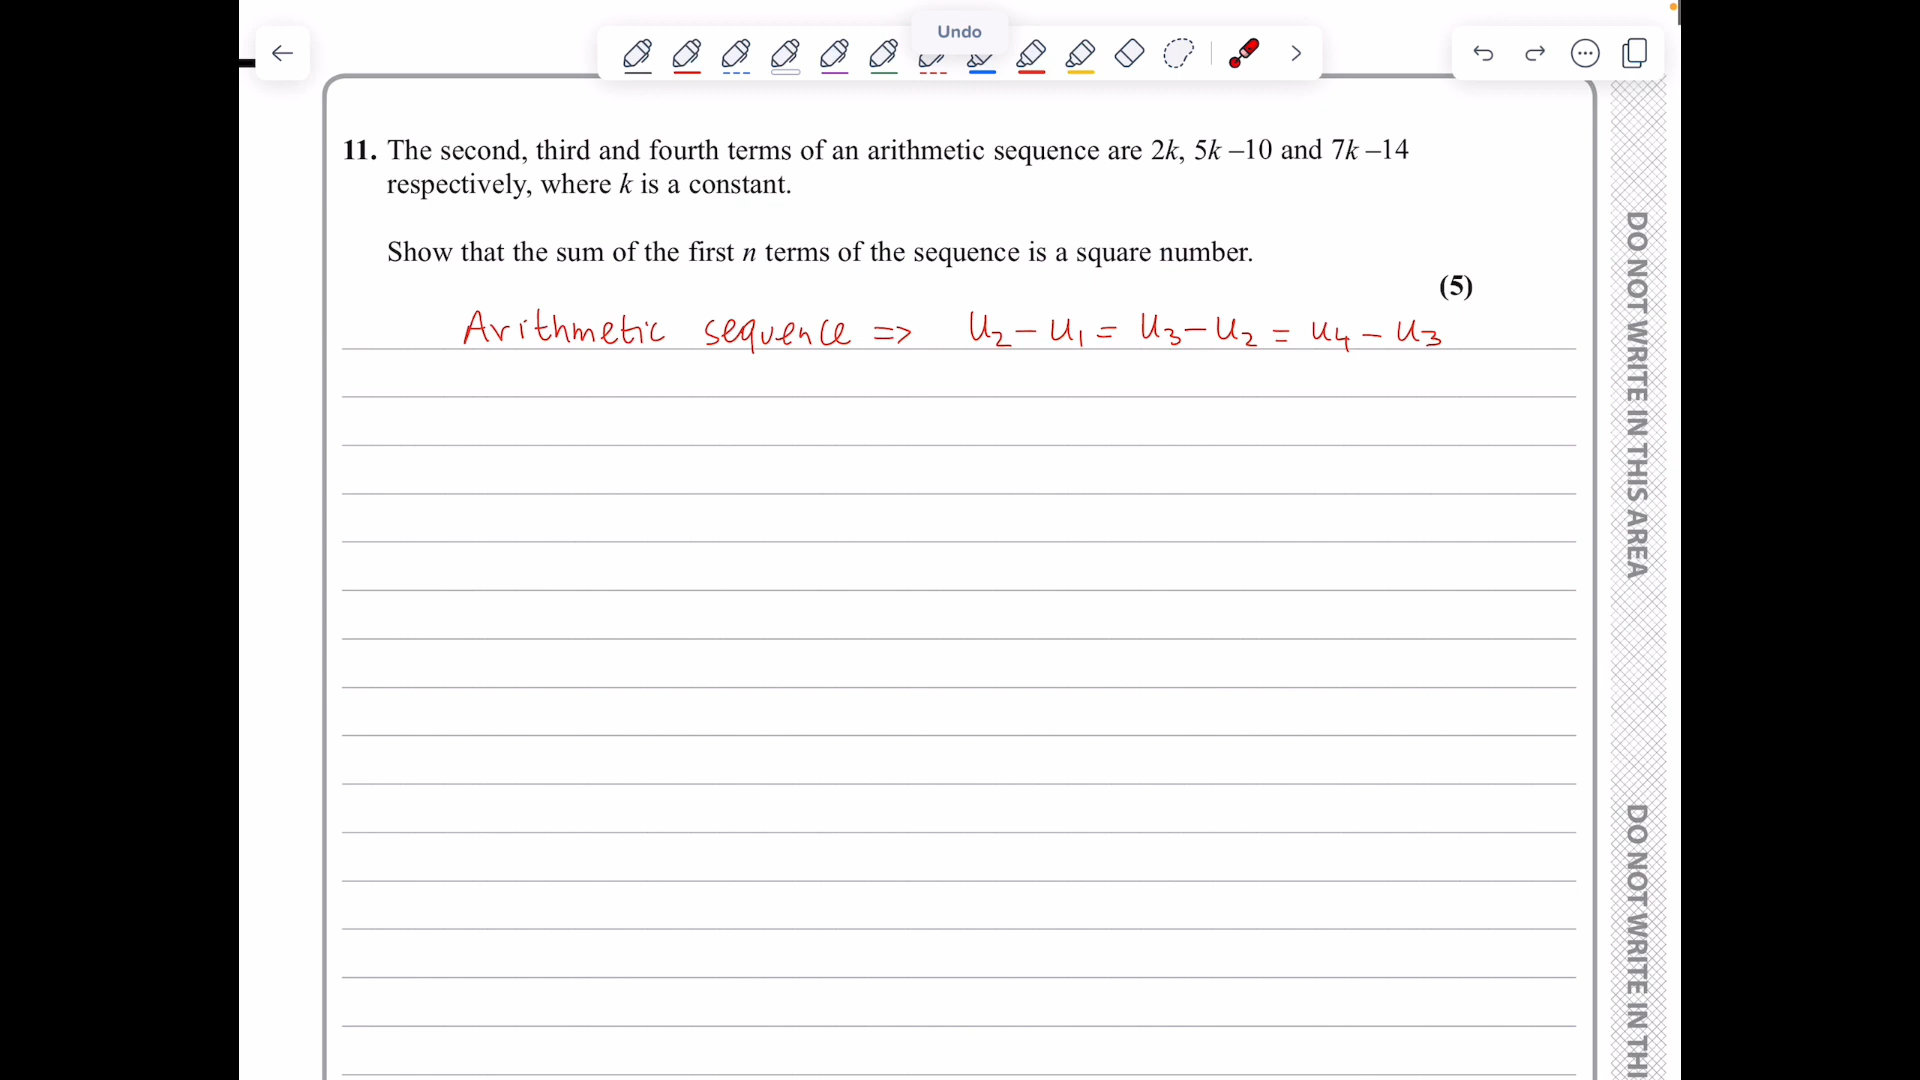 Undo
11. The second, third and fourth terms of an arithmetic sequence are 2k, 5k –10 and 7k –14
respectively, where k is a constant.
Show that the sum of the first n terms of the sequence is a square number.
(5)
Arithmetic sequence => U₂ – U₁ = U₃ – U₂ = U₄ – U₃
DO NOT WRITE IN THIS AREA
DO NOT WRITE IN THI